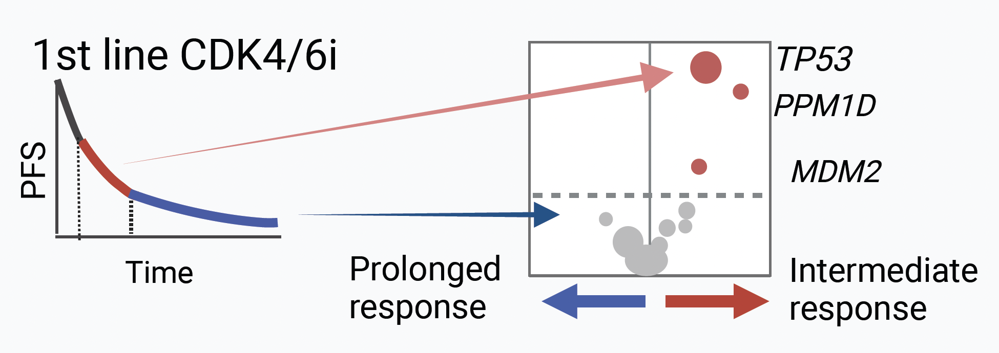 1st line CDK4/6i
PFS
Time
TP53
PPM1D
MDM2
Prolonged
response
Intermediate
response